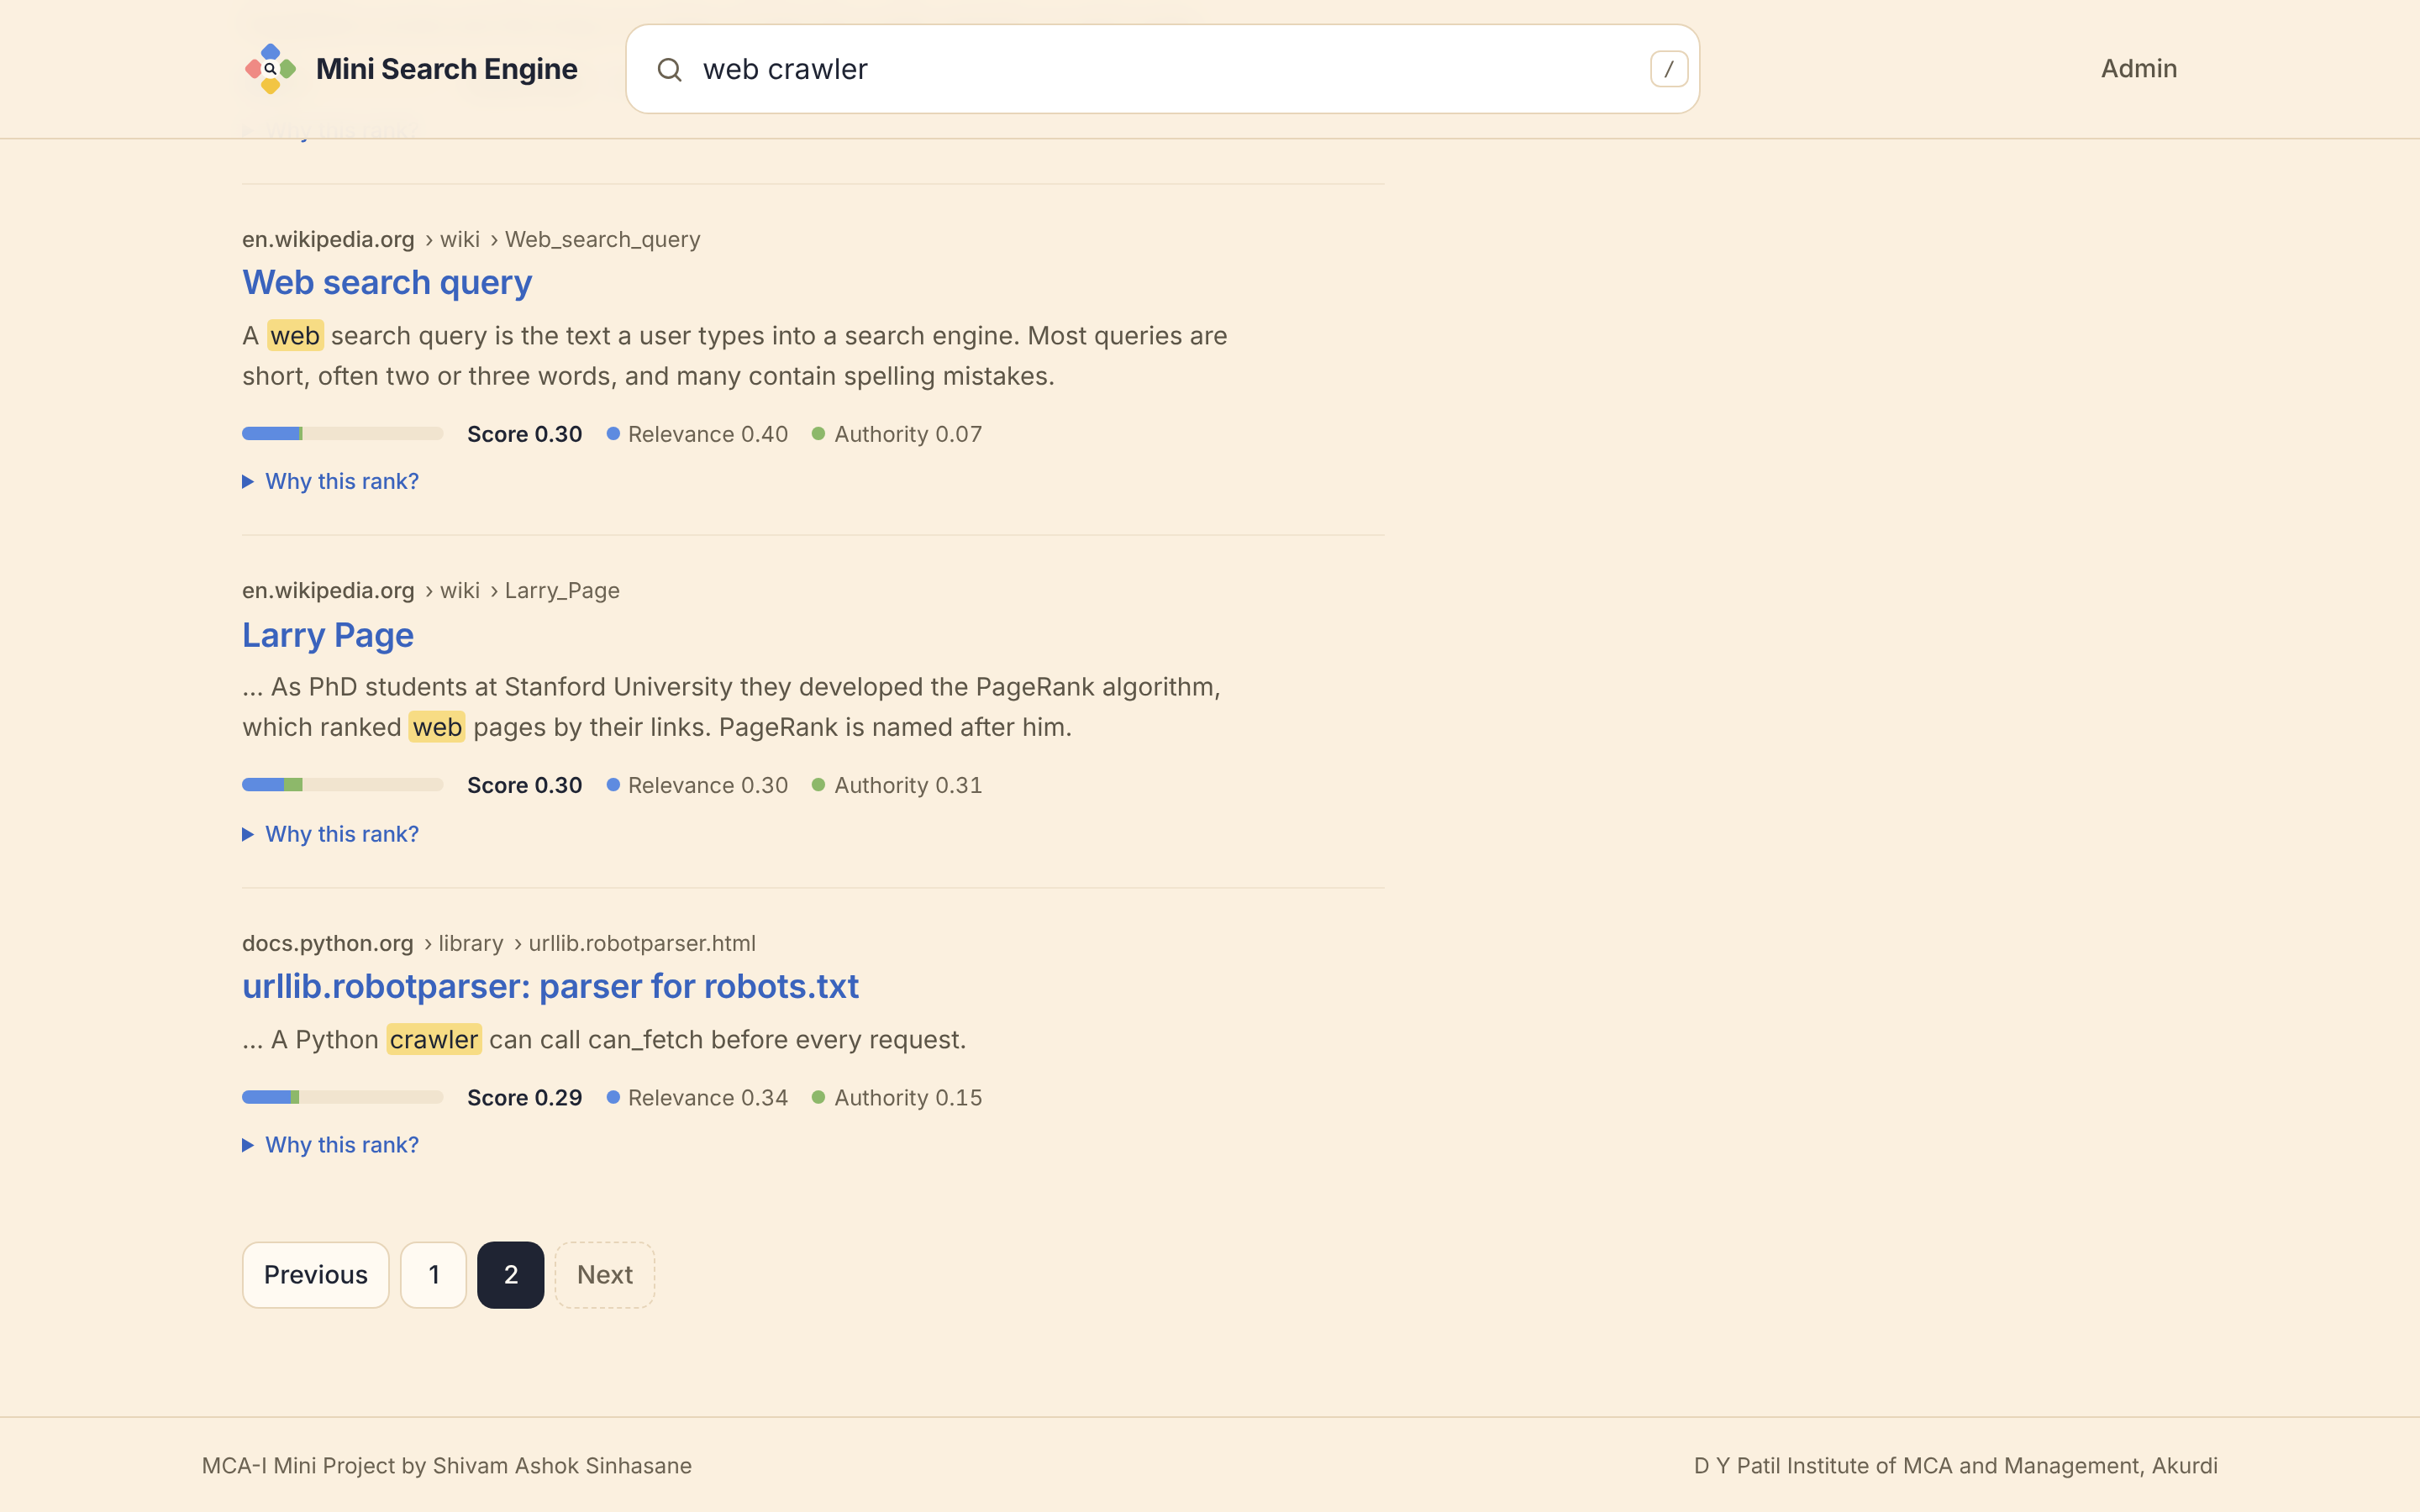 Mini Search Engine
web crawler
/
Admin
Why this rank?
en.wikipedia.org › wiki › Web_search_query
Web search query
A web search query is the text a user types into a search engine. Most queries are
short, often two or three words, and many contain spelling mistakes.
Score 0.30 Relevance 0.40 Authority 0.07
Why this rank?
en.wikipedia.org › wiki › Larry_Page
Larry Page
... As PhD students at Stanford University they developed the PageRank algorithm,
which ranked web pages by their links. PageRank is named after him.
Score 0.30 Relevance 0.30 Authority 0.31
Why this rank?
docs.python.org › library › urllib.robotparser.html
urllib.robotparser: parser for robots.txt
... A Python crawler can call can_fetch before every request.
Score 0.29 Relevance 0.34 Authority 0.15
Why this rank?
Previous 1 2 Next
MCA-I Mini Project by Shivam Ashok Sinhasane
D Y Patil Institute of MCA and Management, Akurdi